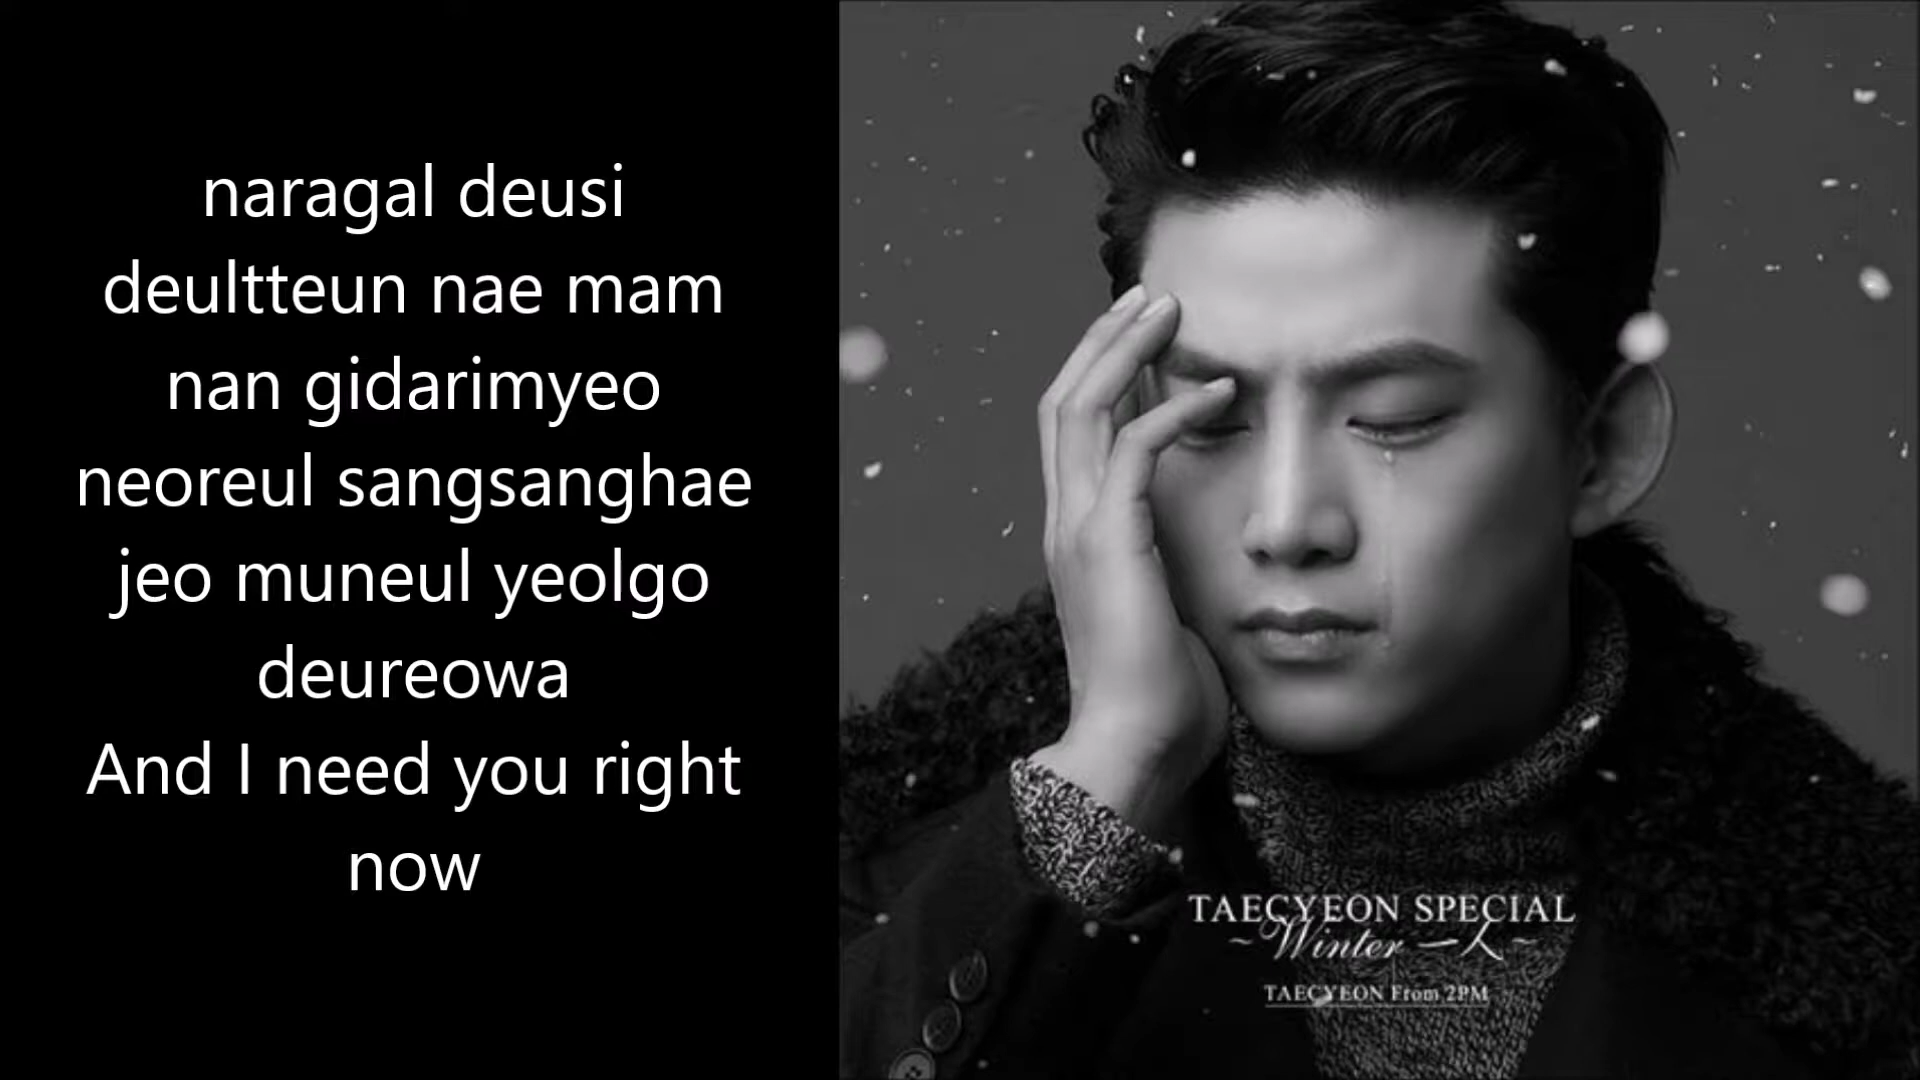 naragal deusi
deultteun nae mam
nan gidarimyeo
neoreul sangsanghae
jeo muneul yeolgo
deureowa
And I need you right
now
TAECYEON SPECIAL
~Winter 一人~
TAECYEON From 2PM